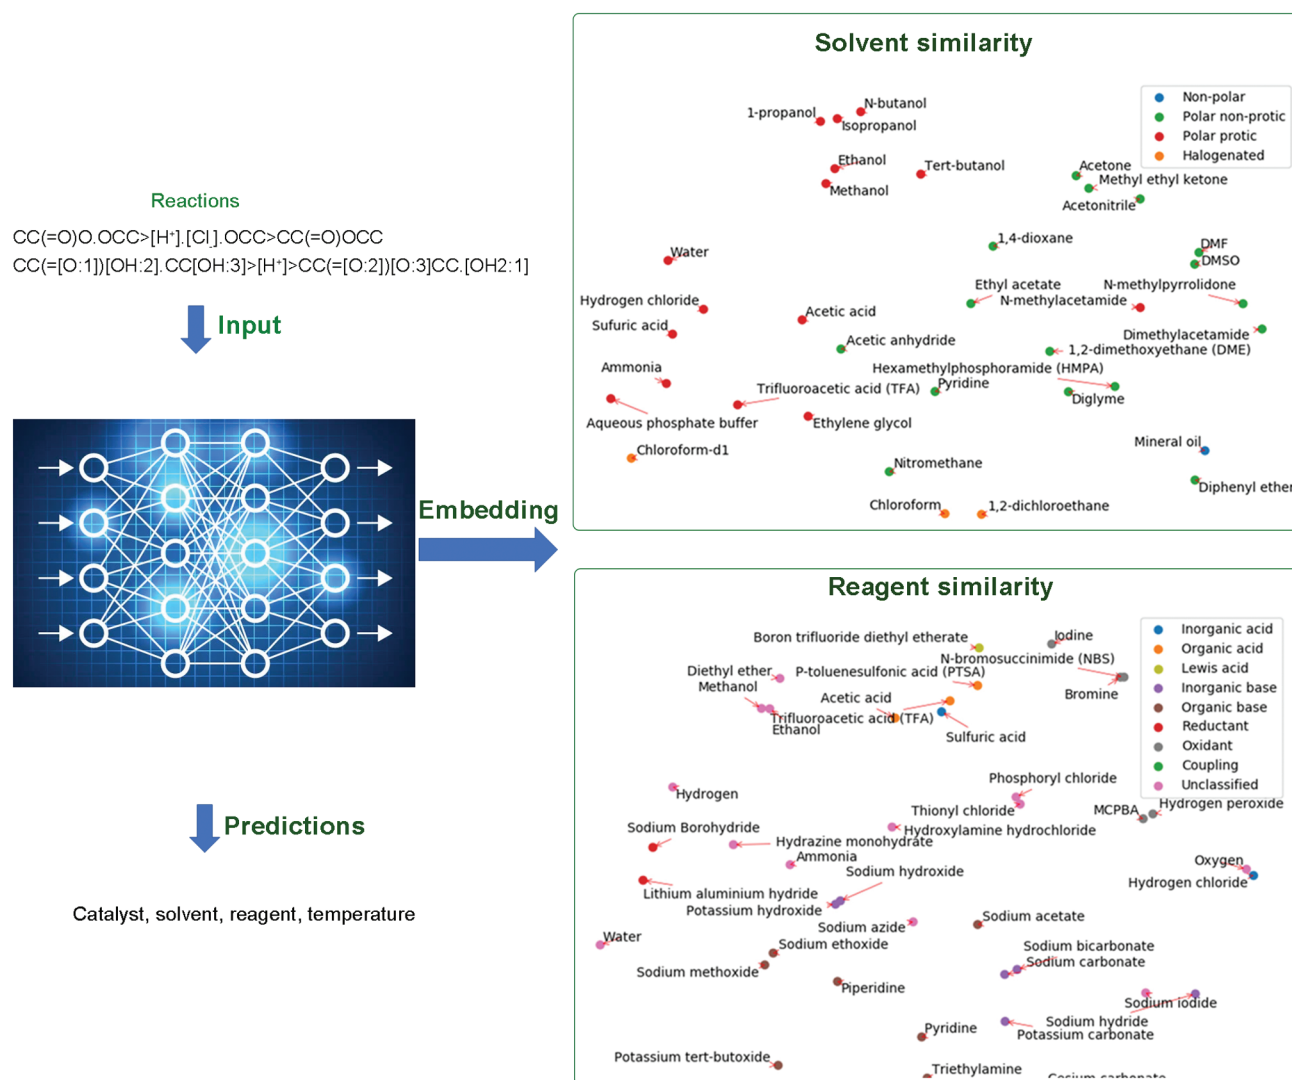 Solvent similarity
Non-polar
Polar non-protic
Polar protic
Halogenated
N-butanol
1-propanol
Isopropanol
Ethanol
Methanol
Tert-butanol
Acetone
Methyl ethyl ketone
Acetonitrile
1,4-dioxane
DMF
DMSO
Water
Ethyl acetate
N-methylpyrrolidone
N-methylacetamide
Hydrogen chloride
Acetic acid
Sufuric acid
Dimethylacetamide
Acetic anhydride
1,2-dimethoxyethane (DME)
Ammonia
Hexamethylphosphoramide (HMPA)
Pyridine
Trifluoroacetic acid (TFA)
Diglyme
Aqueous phosphate buffer
Ethylene glycol
Chloroform-d1
Mineral oil
Nitromethane
Diphenyl ether
Chloroform
1,2-dichloroethane
Reactions
CC(=O)O.OCC>[H⁺].[Cl⁻].OCC>CC(=O)OCC
CC(=[O:1])[OH:2].CC[OH:3]>[H⁺]>CC(=[O:2])[O:3]CC.[OH2:1]
Input
Embedding
Predictions
Catalyst, solvent, reagent, temperature
Reagent similarity
Inorganic acid
Organic acid
Lewis acid
Inorganic base
Organic base
Reductant
Oxidant
Coupling
Unclassified
Boron trifluoride diethyl etherate
Iodine
N-bromosuccinimide (NBS)
Diethyl ether
P-toluenesulfonic acid (PTSA)
Methanol
Bromine
Acetic acid
Trifluoroacetic acid (TFA)
Ethanol
Sulfuric acid
Phosphoryl chloride
Hydrogen
Thionyl chloride
MCPBA
Hydrogen peroxide
Sodium Borohydride
Hydroxylamine hydrochloride
Hydrazine monohydrate
Ammonia
Oxygen
Sodium hydroxide
Hydrogen chloride
Lithium aluminium hydride
Potassium hydroxide
Sodium acetate
Sodium azide
Water
Sodium ethoxide
Sodium bicarbonate
Sodium carbonate
Sodium methoxide
Piperidine
Sodium iodide
Sodium hydride
Pyridine
Potassium carbonate
Potassium tert-butoxide
Triethylamine
Cesium carbonate